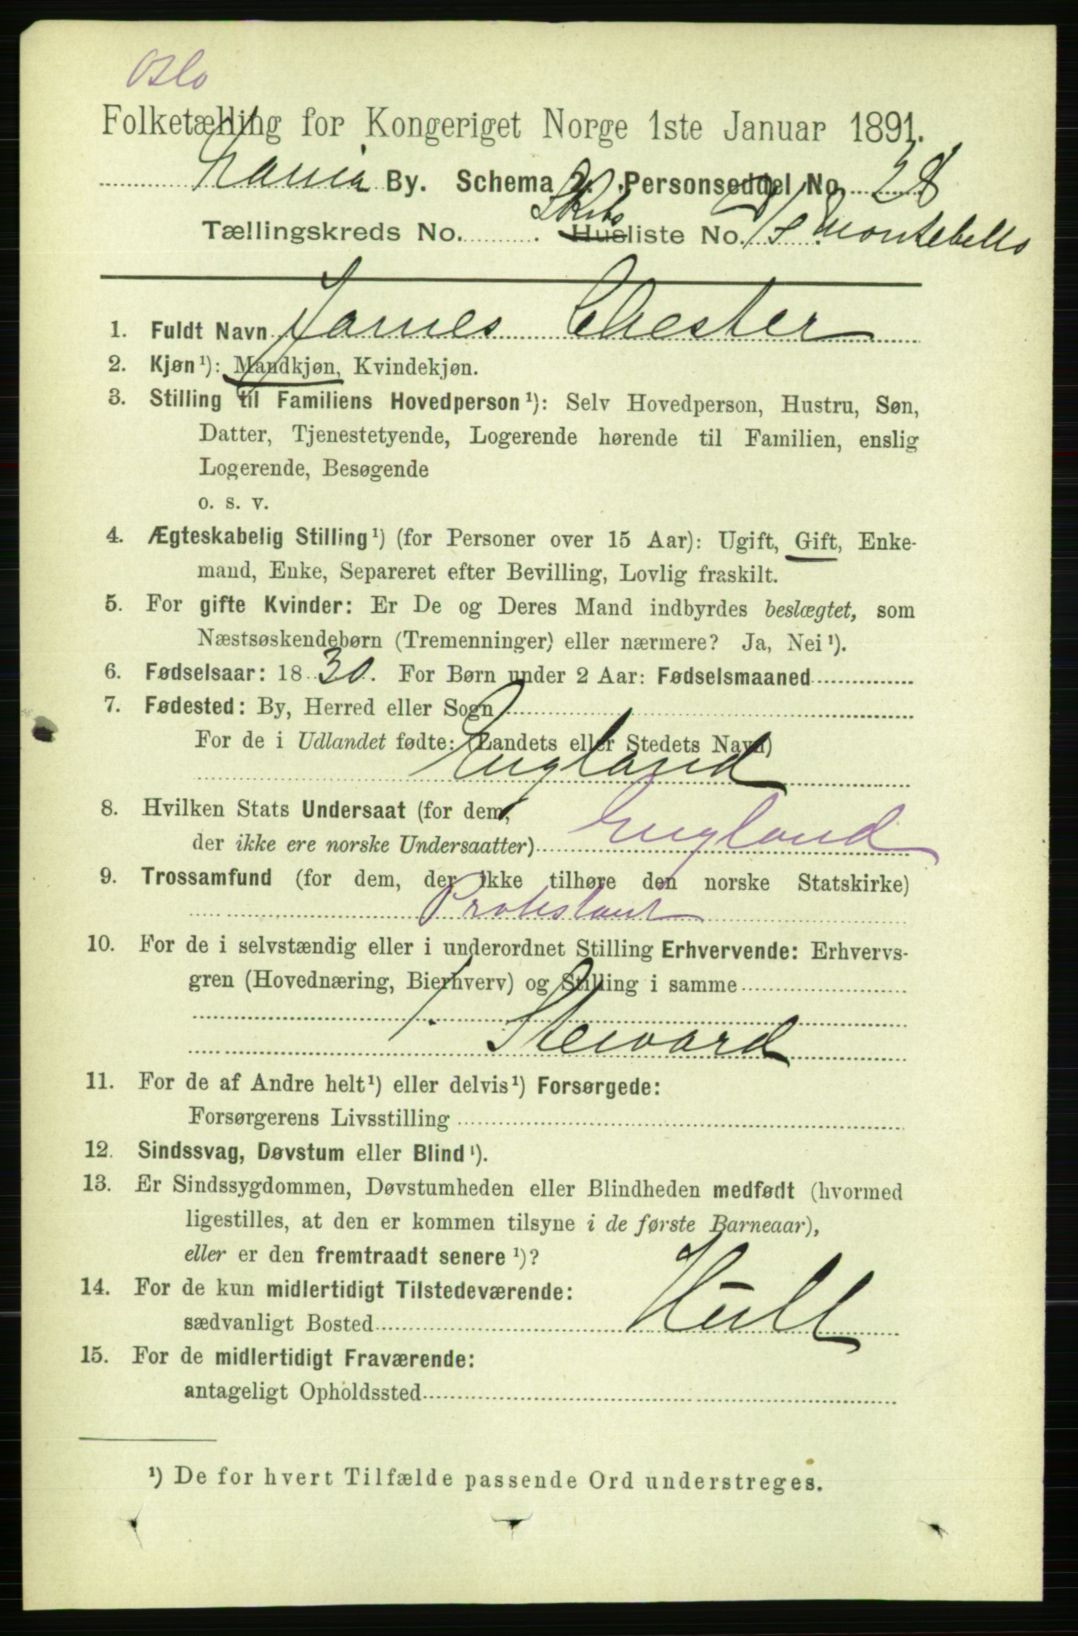 Oslo
Folketælling for Kongeriget Norge 1ste Januar 1891.
Xania By. Schema 2. Personseddel No. 28
Tællingskreds No. Skibs Husliste No. D/S Montebello
1. Fuldt Navn James Chester
2. Kjøn¹): Mandkjøn, Kvindekjøn.
3. Stilling til Familiens Hovedperson¹): Selv Hovedperson, Hustru, Søn,
Datter, Tjenestetyende, Logerende hørende til Familien, enslig
Logerende, Besøgende
o. s. v.
4. Ægteskabelig Stilling¹) (for Personer over 15 Aar): Ugift, Gift, Enke-
mand, Enke, Separeret efter Bevilling, Lovlig fraskilt.
5. For gifte Kvinder: Er De og Deres Mand indbyrdes beslægtet, som
Næstsøskendebørn (Tremenninger) eller nærmere? Ja, Nei¹).
6. Fødselsaar: 1830. For Børn under 2 Aar: Fødselsmaaned
7. Fødested: By, Herred eller Sogn
For de i Udlandet fødte: (Landets eller Stedets Navn)
England
8. Hvilken Stats Undersaat (for dem,
der ikke ere norske Undersaatter) England
9. Trossamfund (for dem, der ikke tilhøre den norske Statskirke)
Protestant
10. For de i selvstændig eller i underordnet Stilling Erhvervende: Erhvervs-
gren (Hovednæring, Bierhverv) og Stilling i samme
1. Steward
11. For de af Andre helt¹) eller delvis¹) Forsørgede:
Forsørgerens Livsstilling
12. Sindssvag, Døvstum eller Blind¹).
13. Er Sindssygdommen, Døvstumheden eller Blindheden medfødt (hvormed
ligestilles, at den er kommen tilsyne i de første Barneaar),
eller er den fremtraadt senere¹)?
14. For de kun midlertidigt Tilstedeværende:
sædvanligt Bosted Hull
15. For de midlertidigt Fraværende:
antageligt Opholdssted
¹) De for hvert Tilfælde passende Ord understreges.